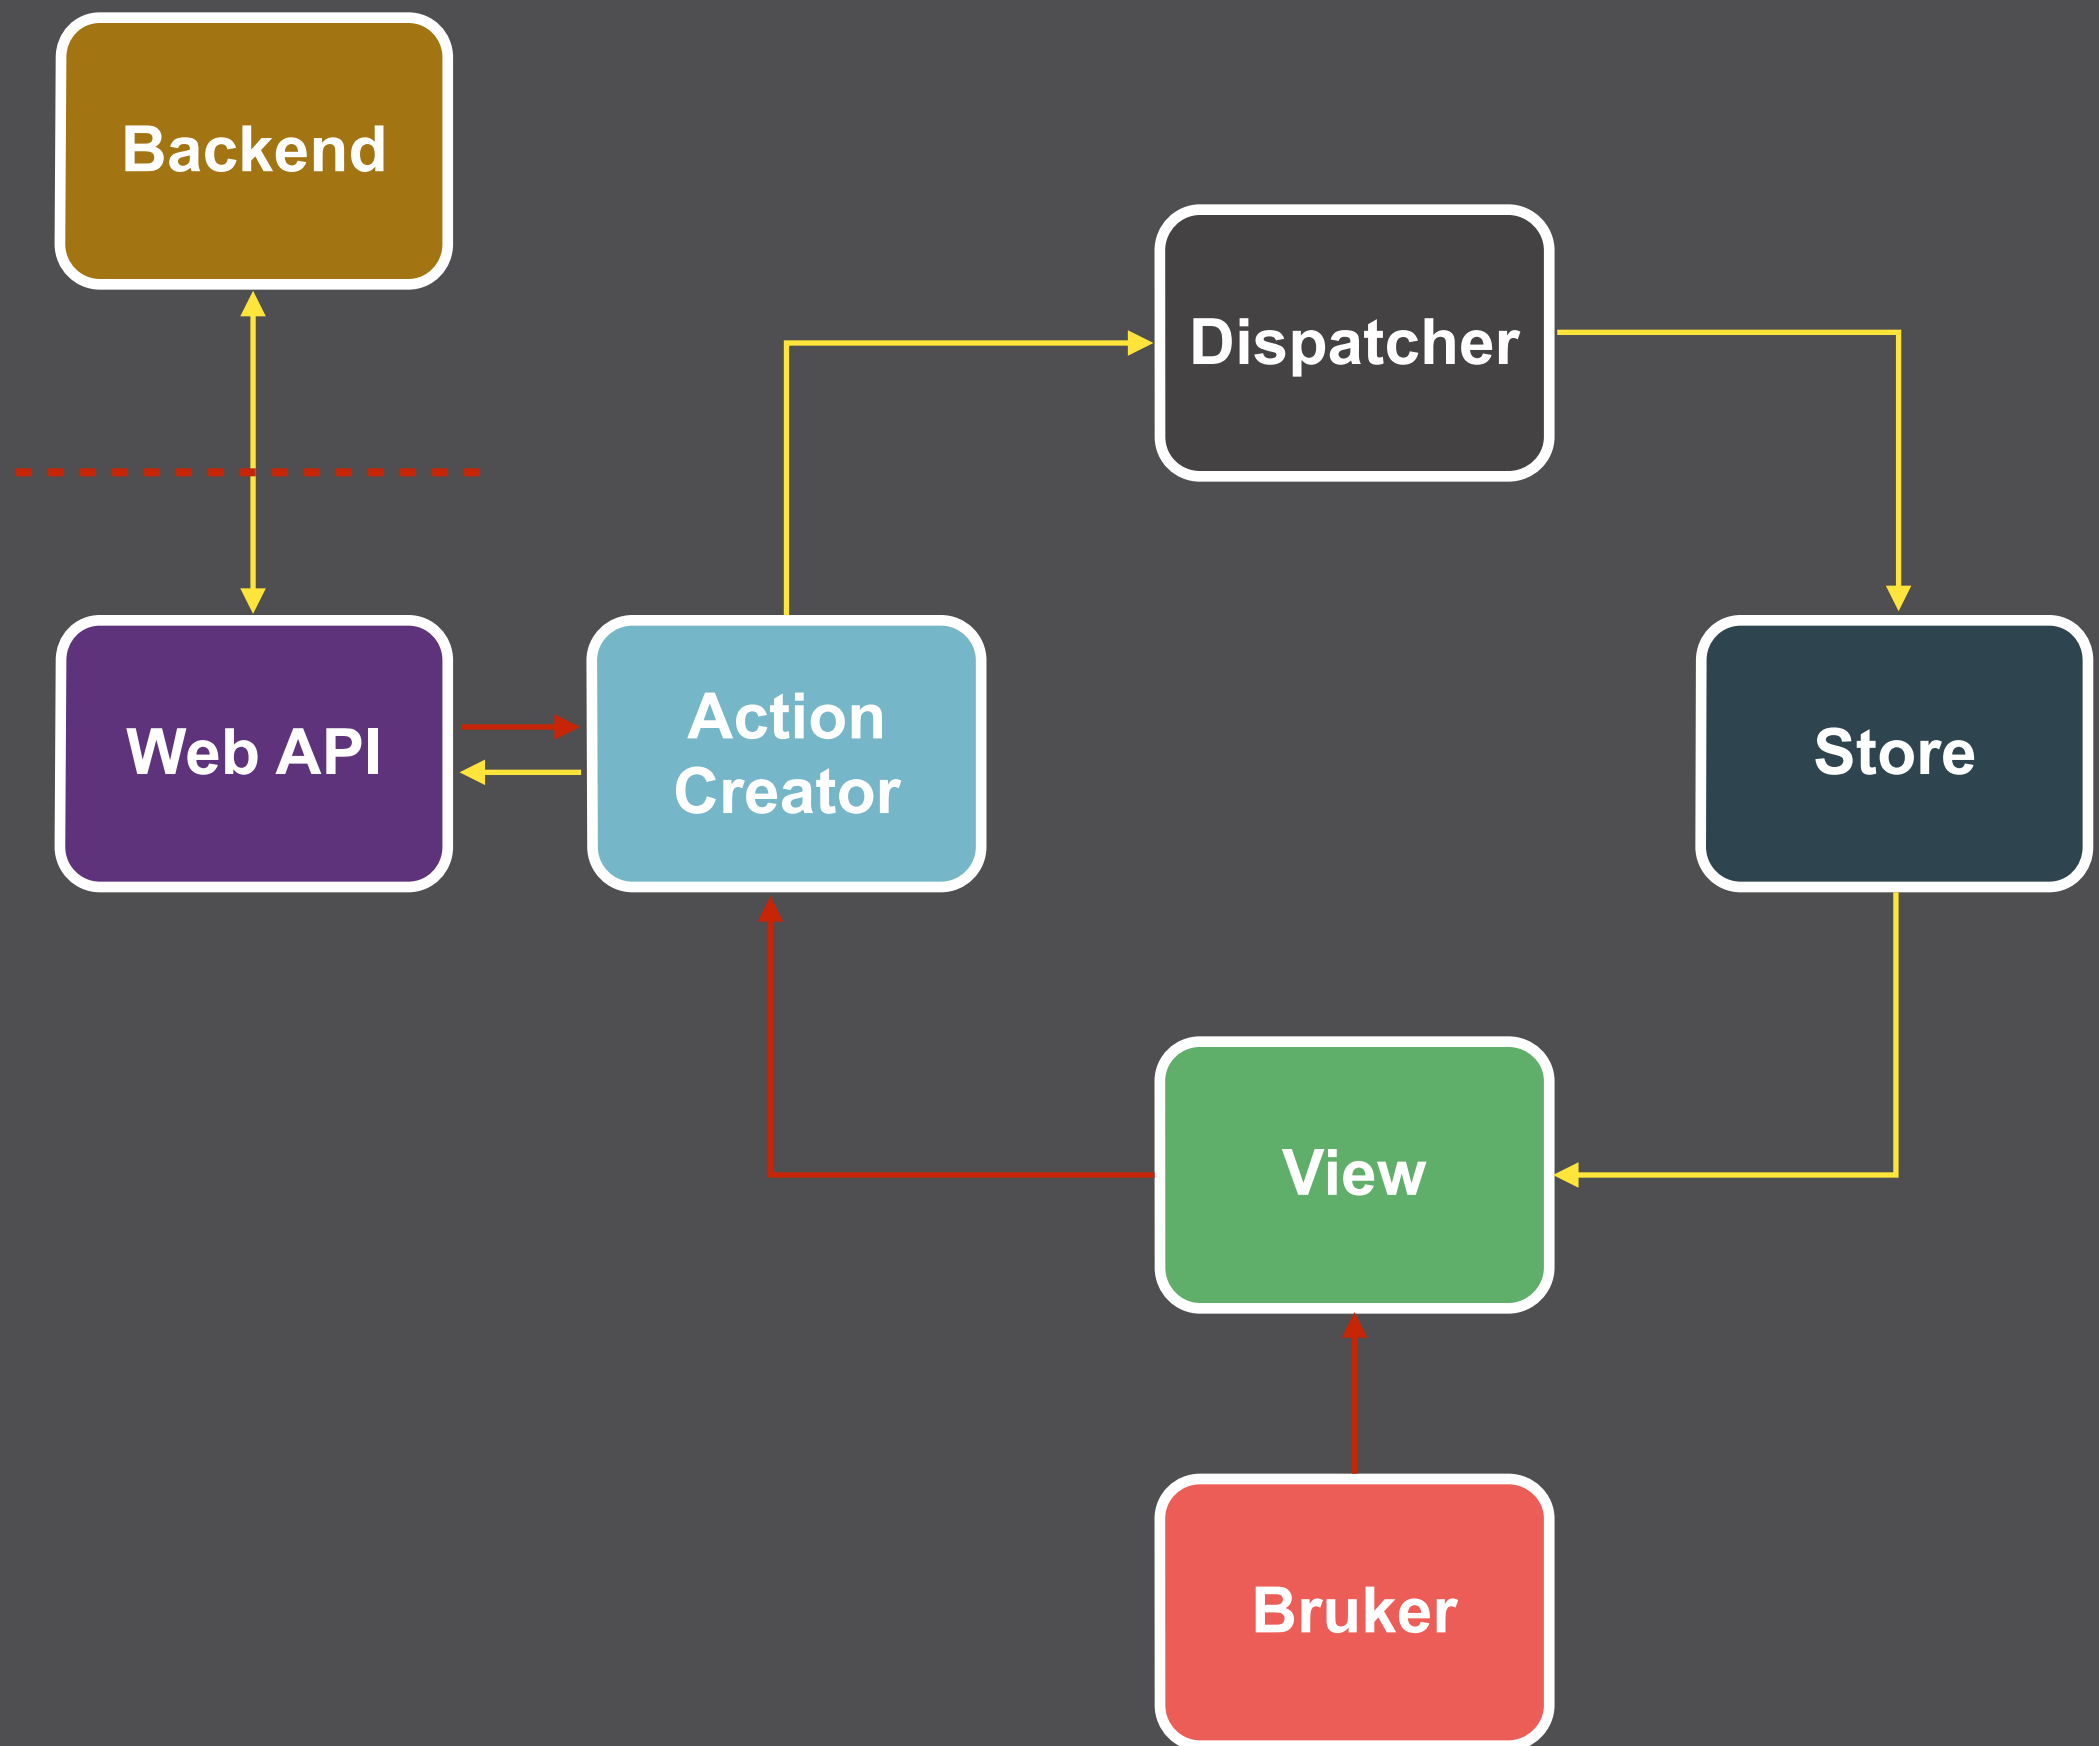 Backend
Dispatcher
Web API
Action
Creator
Store
View
Bruker